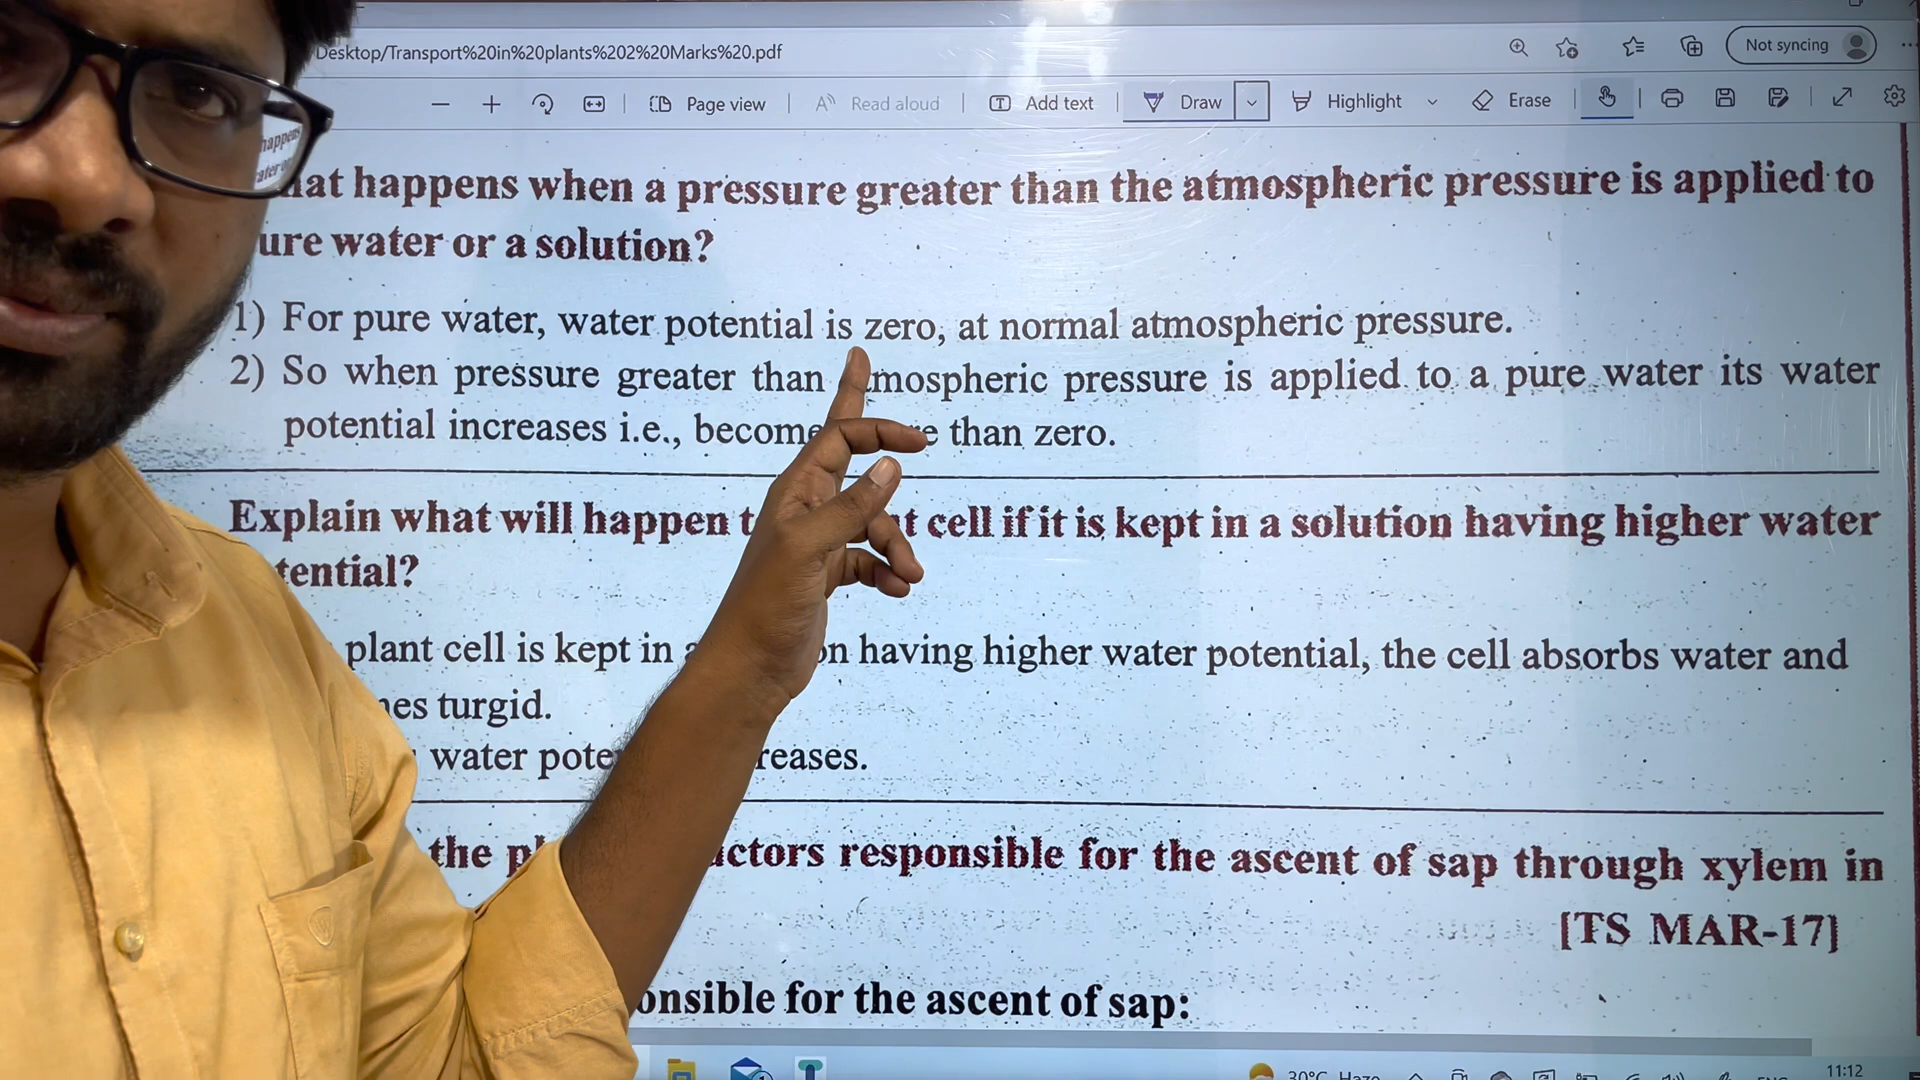 Desktop/Transport%20in%20plants%202%20Marks%20.pdf
Not syncing
Page view
Read aloud
Add text
Draw
Highlight
Erase
happens when a pressure greater than the atmospheric pressure is applied to
water or a solution?
1) For pure water, water potential is zero, at normal atmospheric pressure.
2) So when pressure greater than mospheric pressure is applied to a pure water its water
potential increases i.e., become than zero.
Explain what will happen cell if it is kept in a solution having higher water
tential?
plant cell is kept in having higher water potential, the cell absorbs water and
turgid.
water
the ctors responsible for the ascent of sap through xylem in
[TS MAR-17]
onsible for the ascent of sap:
30°C Haze
11:12